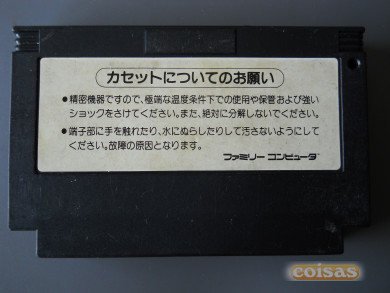 カセットについてのお願い
●精密機器ですので、極端な温度条件下での使用や保管および強い
ショックをさけてください。また、絶対に分解しないでください。
●端子部に手を触れたり、水にぬらしたりして汚さないようにして
ください。故障の原因となります。
ファミリー コンピュータ
coisas